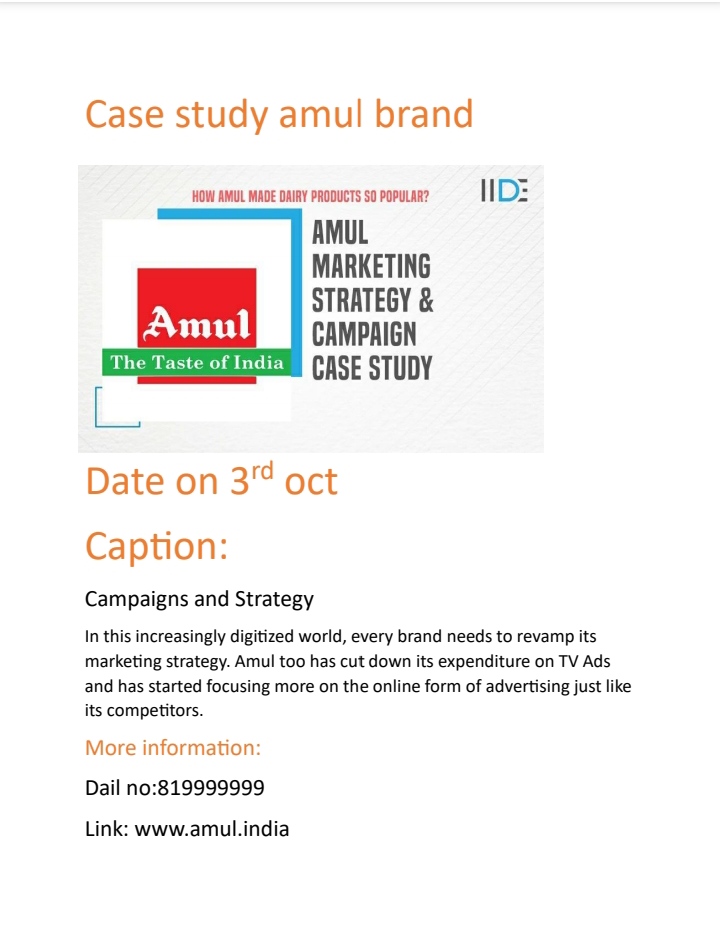 Case study amul brand
HOW AMUL MADE DAIRY PRODUCTS SO POPULAR?
IIDE
AMUL
MARKETING
STRATEGY &
CAMPAIGN
CASE STUDY
Amul
The Taste of India
Date on 3rd oct
Caption:
Campaigns and Strategy
In this increasingly digitized world, every brand needs to revamp its
marketing strategy. Amul too has cut down its expenditure on TV Ads
and has started focusing more on the online form of advertising just like
its competitors.
More information:
Dail no:819999999
Link: www.amul.india